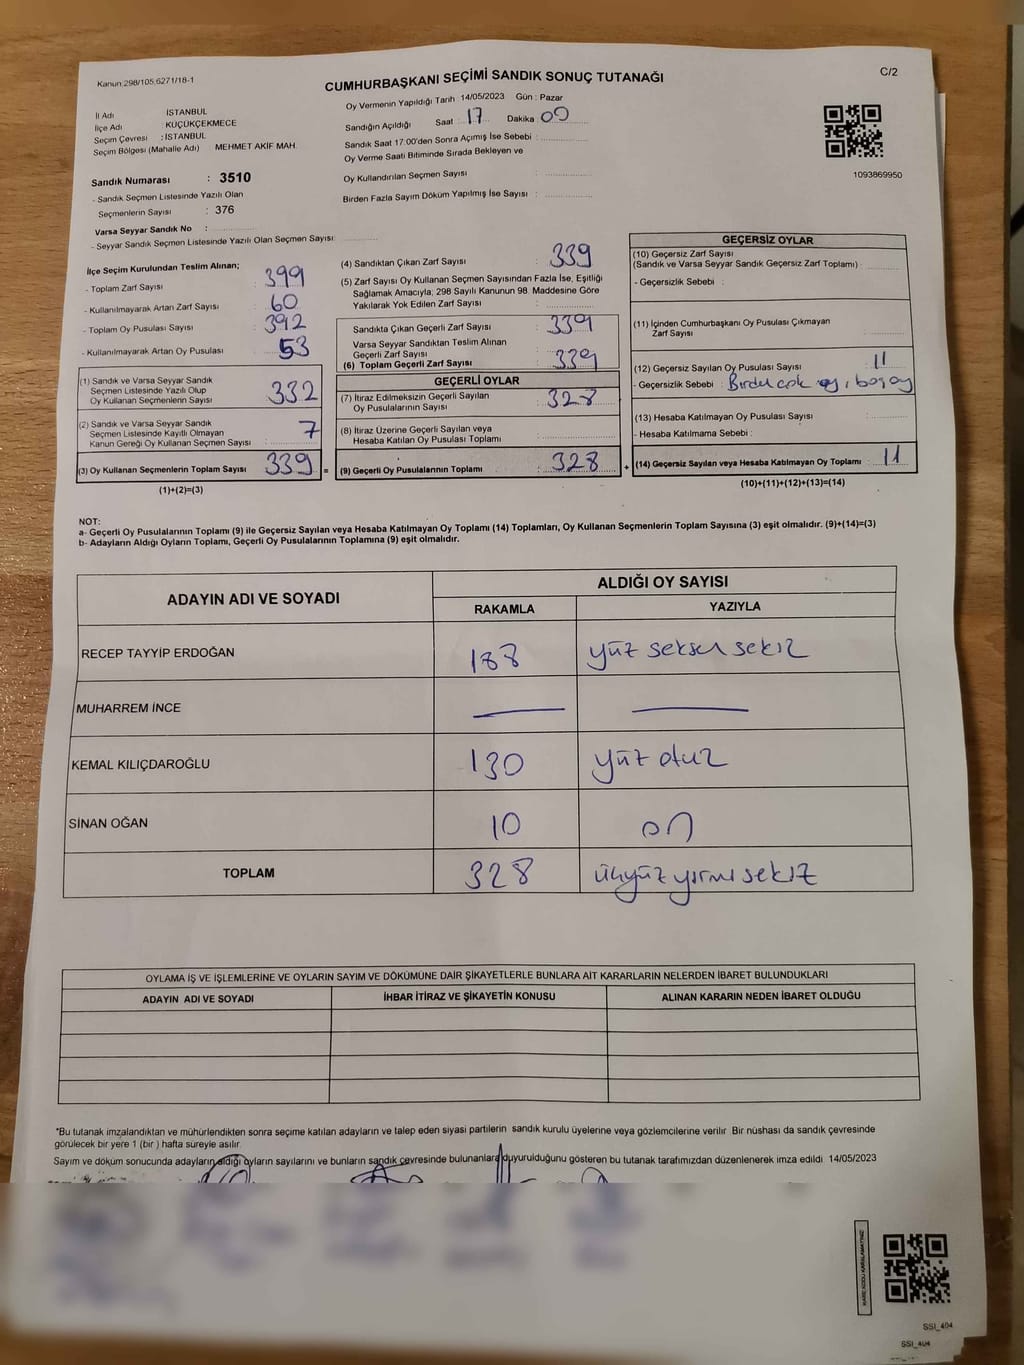 Kanun:298/105,6271/18-1
CUMHURBAŞKANI SEÇİMİ SANDIK SONUÇ TUTANAĞI
C/2
İl Adı İSTANBUL
İlçe Adı KÜÇÜKÇEKMECE
Seçim Çevresi : İSTANBUL
Seçim Bölgesi (Mahalle Adı) MEHMET AKİF MAH.
Sandık Numarası : 3510
- Sandık Seçmen Listesinde Yazılı Olan
Seçmenlerin Sayısı : 376
Varsa Seyyar Sandık No :
- Seyyar Sandık Seçmen Listesinde Yazılı Olan Seçmen Sayısı:
Oy Vermenin Yapıldığı Tarih 14/05/2023 Gün : Pazar
Sandığın Açıldığı Saat : 17 Dakika : 00
Sandık Saat 17:00'den Sonra Açımış İse Sebebi :
Oy Verme Saati Bitiminde Sırada Bekleyen ve
Oy Kullandırılan Seçmen Sayısı :
Birden Fazla Sayım Döküm Yapılmış İse Sayısı :
1093869950
İlçe Seçim Kurulundan Teslim Alınan;
- Toplam Zarf Sayısı : 399
- Kullanılmayarak Artan Zarf Sayısı : 60
- Toplam Oy Pusulası Sayısı : 392
- Kullanılmayarak Artan Oy Pusulası : 53
(1) Sandık ve Varsa Seyyar Sandık
Seçmen Listesinde Yazılı Olup
Oy Kullanan Seçmenlerin Sayısı : 332
(2) Sandık ve Varsa Seyyar Sandık
Seçmen Listesinde Kayıtlı Olmayan
Kanun Gereği Oy Kullanan Seçmen Sayısı : 7
(3) Oy Kullanan Seçmenlerin Toplam Sayısı : 339 =
(1)+(2)=(3)
(4) Sandıktan Çıkan Zarf Sayısı : 339
(5) Zarf Sayısı Oy Kullanan Seçmen Sayısından Fazla İse, Eşitliği
Sağlamak Amacıyla; 298 Sayılı Kanunun 98. Maddesine Göre
Yakılarak Yok Edilen Zarf Sayısı :
Sandıkta Çıkan Geçerli Zarf Sayısı : 339
Varsa Seyyar Sandıktan Teslim Alınan
Geçerli Zarf Sayısı
(6) Toplam Geçerli Zarf Sayısı : 339
GEÇERLİ OYLAR
(7) İtiraz Edilmeksizin Geçerli Sayılan
Oy Pusulalarının Sayısı : 328
(8) İtiraz Üzerine Geçerli Sayılan veya
Hesaba Katılan Oy Pusulası Toplamı :
(9) Geçerli Oy Pusulalarının Toplamı : 328 +
GEÇERSİZ OYLAR
(10) Geçersiz Zarf Sayısı
(Sandık ve Varsa Seyyar Sandık Geçersiz Zarf Toplamı) :
- Geçersizlik Sebebi :
(11) İçinden Cumhurbaşkanı Oy Pusulası Çıkmayan
Zarf Sayısı
(12) Geçersiz Sayılan Oy Pusulası Sayısı : 11
- Geçersizlik Sebebi : Birden çok oy, boş oy
(13) Hesaba Katılmayan Oy Pusulası Sayısı :
- Hesaba Katılmama Sebebi :
(14) Geçersiz Sayılan veya Hesaba Katılmayan Oy Toplamı : 11
(10)+(11)+(12)+(13)=(14)
NOT:
a- Geçerli Oy Pusulalarının Toplamı (9) ile Geçersiz Sayılan veya Hesaba Katılmayan Oy Toplamı (14) Toplamları, Oy Kullanan Seçmenlerin Toplam Sayısına (3) eşit olmalıdır. (9)+(14)=(3)
b- Adayların Aldığı Oyların Toplamı, Geçerli Oy Pusulalarının Toplamına (9) eşit olmalıdır.
ADAYIN ADI VE SOYADI ALDIĞI OY SAYISI
RAKAMLA YAZIYLA
RECEP TAYYİP ERDOĞAN 188 yüz seksen sekiz
MUHARREM İNCE — —
KEMAL KILIÇDAROĞLU 130 yüz otuz
SİNAN OĞAN 10 on
TOPLAM 328 üçyüz yirmi sekiz
OYLAMA İŞ VE İŞLEMLERİNE VE OYLARIN SAYIM VE DÖKÜMÜNE DAİR ŞİKAYETLERLE BUNLARA AİT KARARLARIN NELERDEN İBARET BULUNDUKLARI
ADAYIN ADI VE SOYADI İHBAR İTİRAZ VE ŞİKAYETİN KONUSU ALINAN KARARIN NEDEN İBARET OLDUĞU
*Bu tutanak imzalandıktan ve mühürlendikten sonra seçime katılan adayların ve talep eden siyasi partilerin sandık kurulu üyelerine veya gözlemcilerine verilir. Bir nüshası da sandık çevresinde
görülecek bir yere 1 (bir) hafta süreyle asılır.
Sayım ve döküm sonucunda adayların aldığı oyların sayılarını ve bunların sandık çevresinde bulunanlara duyurulduğunu gösteren bu tutanak tarafımızdan düzenlenerek imza edildi 14/05/2023
KARE KODU KARALAMAYINIZ!
SSI_404
SSI_404